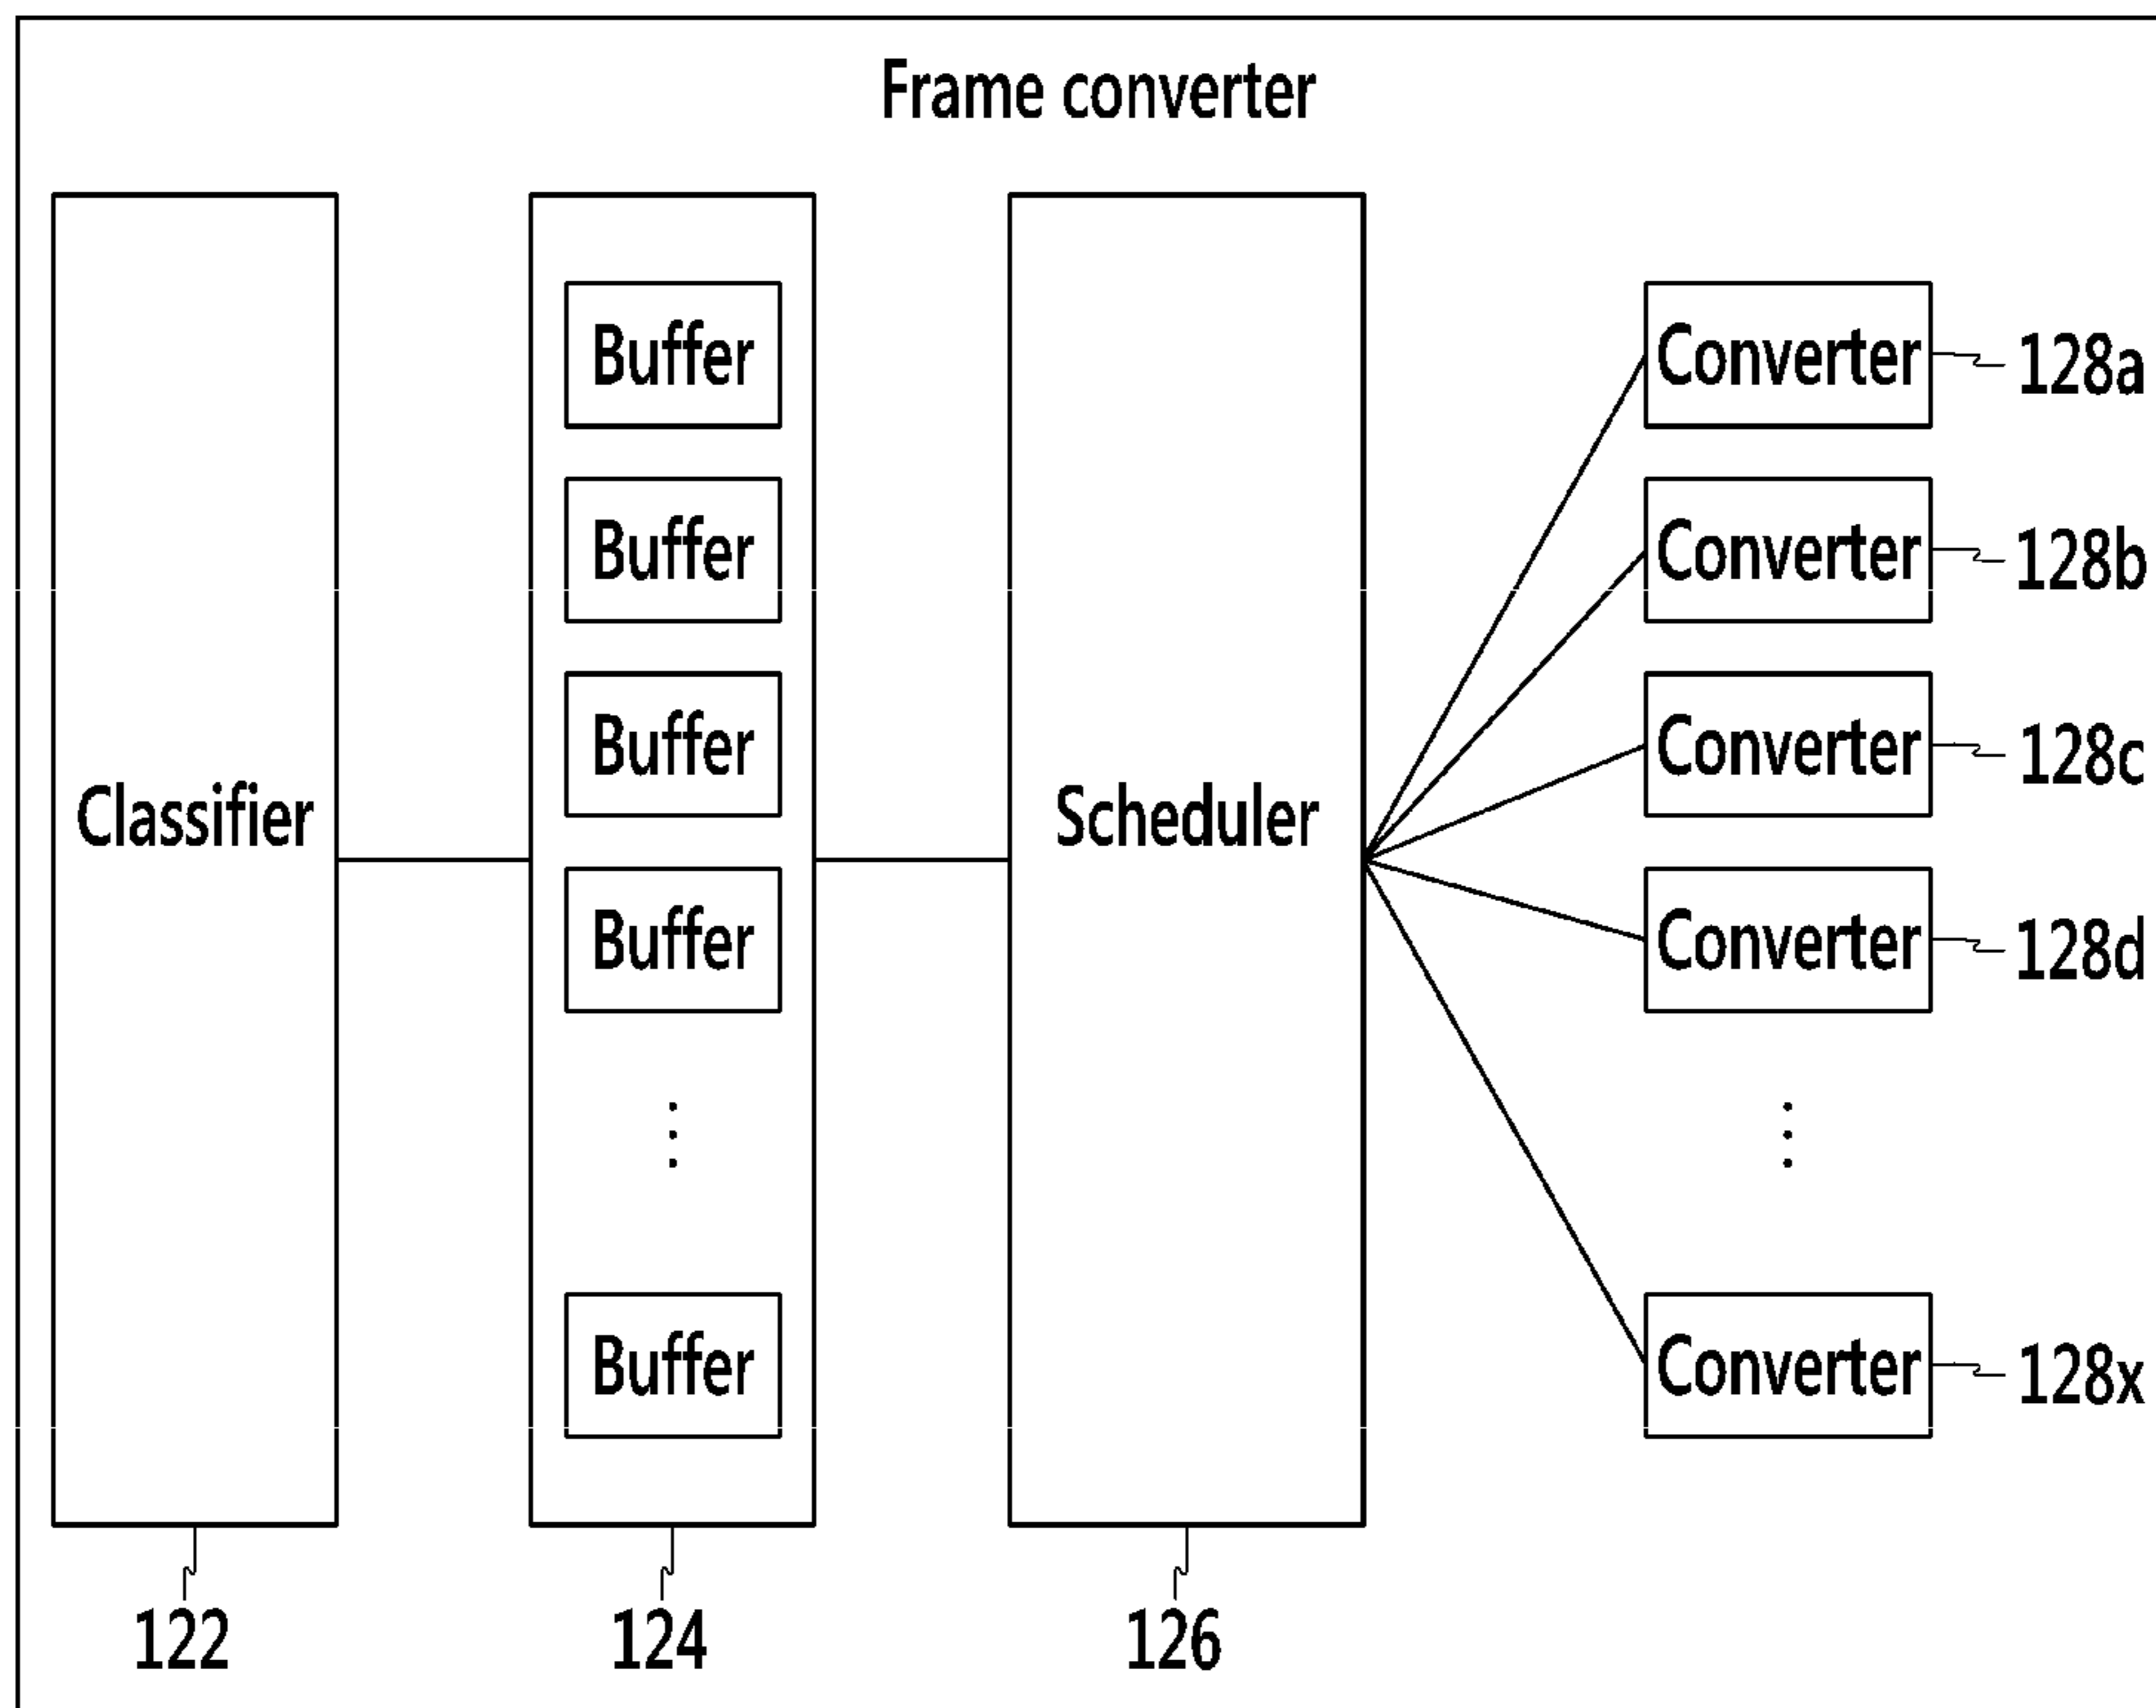 Frame converter
Buffer
Converter
128a
Buffer
Converter
128b
Buffer
Converter
128c
Classifier
Scheduler
Buffer
Converter
128d
Buffer
Converter
128x
122
124
126